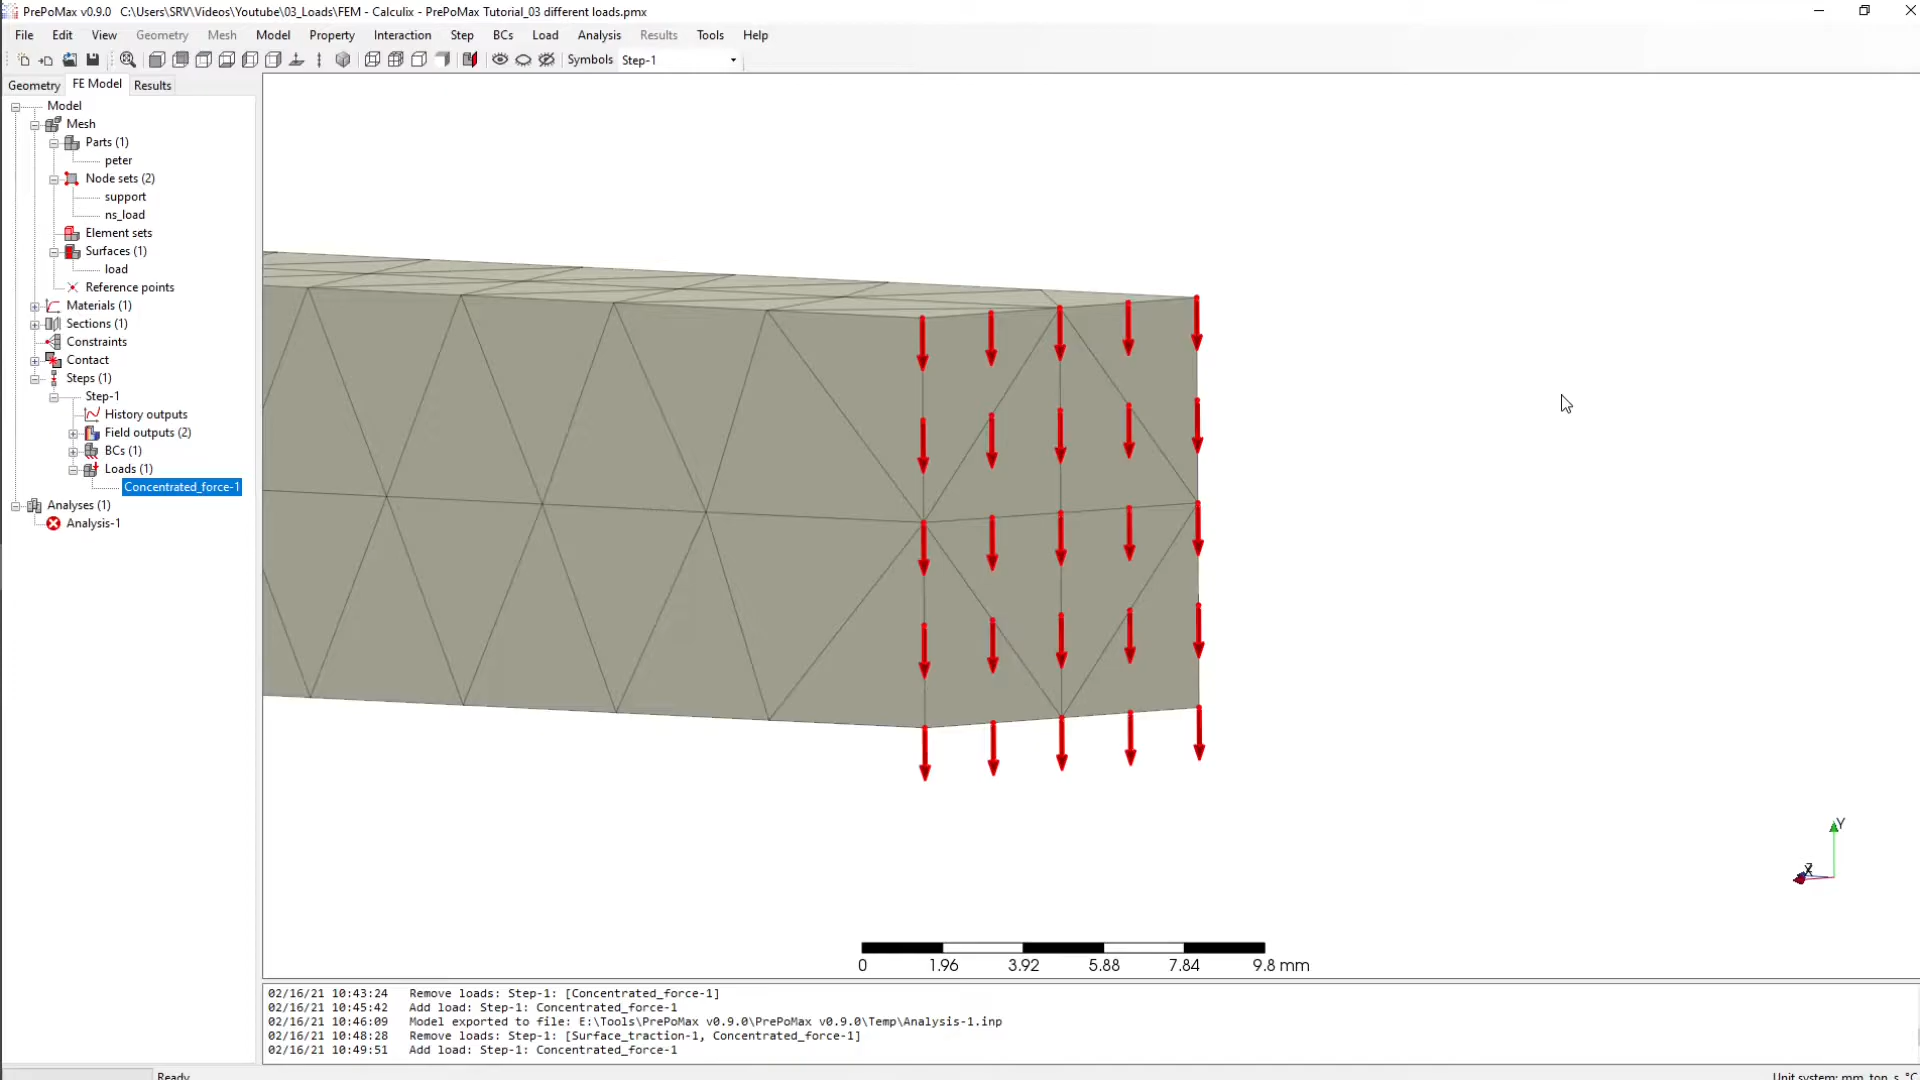 PrePoMax v0.9.0   C:\Users\SRV\Videos\Youtube\03_Loads\FEM - Calculix - PrePoMax Tutorial_03 different loads.pmx
File Edit View Geometry Mesh Model Property Interaction Step BCs Load Analysis Results Tools Help
Symbols Step-1
Geometry FE Model Results
Model
Mesh
Parts (1)
peter
Node sets (2)
support
ns_load
Element sets
Surfaces (1)
load
Reference points
Materials (1)
Sections (1)
Constraints
Contact
Steps (1)
Step-1
History outputs
Field outputs (2)
BCs (1)
Loads (1)
Concentrated_force-1
Analyses (1)
Analysis-1
Y
Z
0 1.96 3.92 5.88 7.84 9.8 mm
02/16/21 10:43:24   Remove loads: Step-1: [Concentrated_force-1]
02/16/21 10:45:42   Add load: Step-1: Concentrated_force-1
02/16/21 10:46:09   Model exported to file: E:\Tools\PrePoMax v0.9.0\PrePoMax v0.9.0\Temp\Analysis-1.inp
02/16/21 10:48:28   Remove loads: Step-1: [Surface_traction-1, Concentrated_force-1]
02/16/21 10:49:51   Add load: Step-1: Concentrated_force-1
Ready
Unit system: mm, ton, s, °C